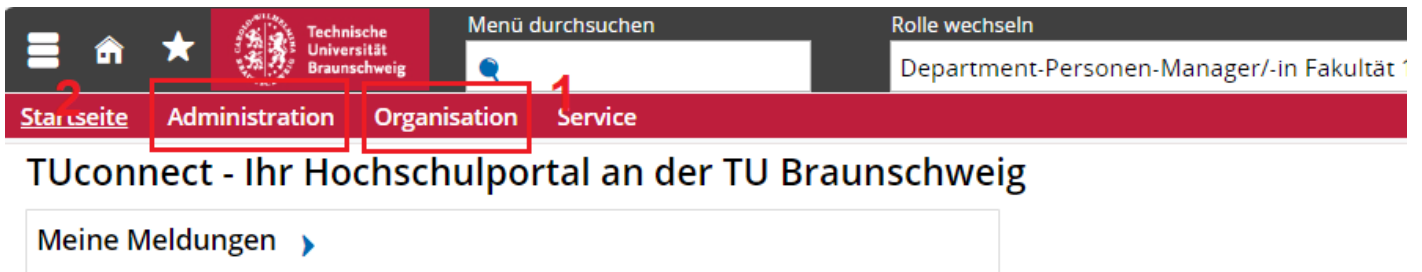 Technische
Universität
Braunschweig
Menü durchsuchen
Rolle wechseln
Department-Personen-Manager/-in Fakultät 1
2
1
Startseite Administration Organisation Service
TUconnect - Ihr Hochschulportal an der TU Braunschweig
Meine Meldungen